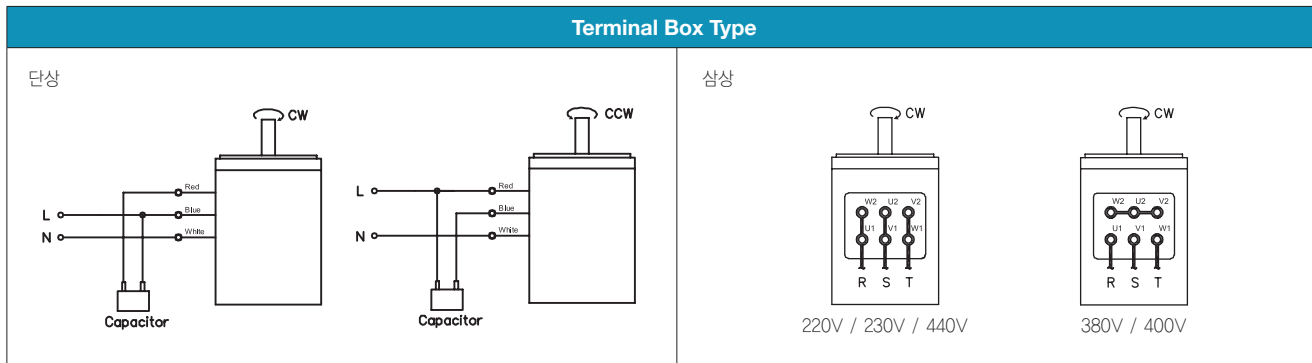 Terminal Box Type
단상
CW
Red
L
Blue
N
White
Capacitor
CCW
L
Red
Blue
N
White
Capacitor
삼상
CW
W2 U2 V2
U1 V1 W1
R S T
220V / 230V / 440V
CW
W2 U2 V2
U1 V1 W1
R S T
380V / 400V